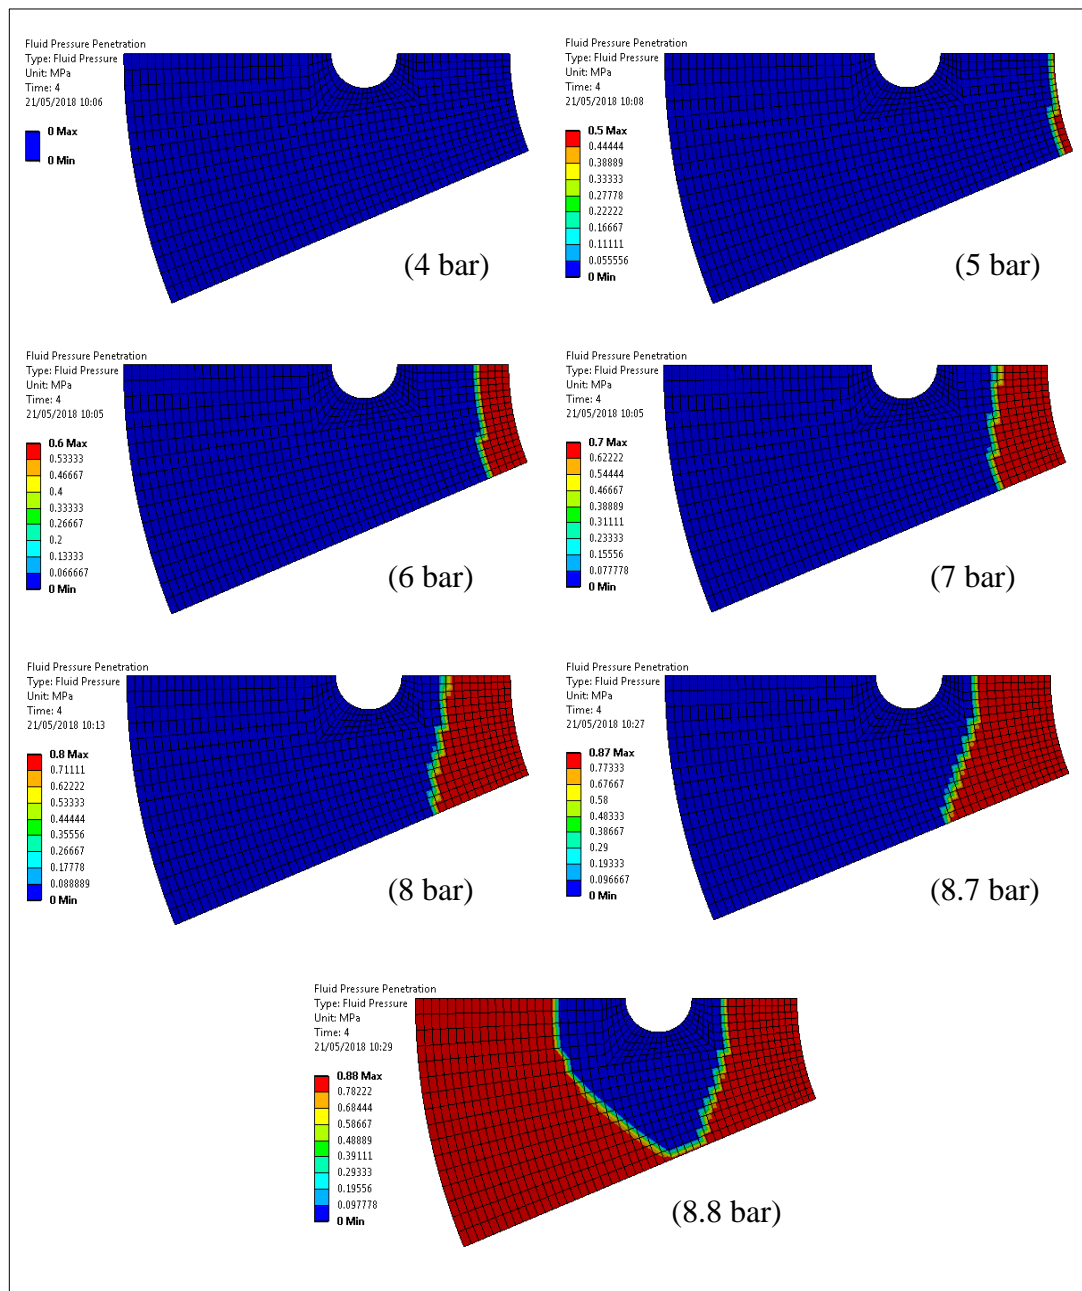 Fluid Pressure Penetration
Type: Fluid Pressure
Unit: MPa
Time: 4
21/05/2018 10:06
0 Max
0 Min
(4 bar)
Fluid Pressure Penetration
Type: Fluid Pressure
Unit: MPa
Time: 4
21/05/2018 10:08
0.5 Max
0.44444
0.38889
0.33333
0.27778
0.22222
0.16667
0.11111
0.055556
0 Min
(5 bar)
Fluid Pressure Penetration
Type: Fluid Pressure
Unit: MPa
Time: 4
21/05/2018 10:05
0.6 Max
0.53333
0.46667
0.4
0.33333
0.26667
0.2
0.13333
0.066667
0 Min
(6 bar)
Fluid Pressure Penetration
Type: Fluid Pressure
Unit: MPa
Time: 4
21/05/2018 10:05
0.7 Max
0.62222
0.54444
0.46667
0.38889
0.31111
0.23333
0.15556
0.077778
0 Min
(7 bar)
Fluid Pressure Penetration
Type: Fluid Pressure
Unit: MPa
Time: 4
21/05/2018 10:13
0.8 Max
0.71111
0.62222
0.53333
0.44444
0.35556
0.26667
0.17778
0.088889
0 Min
(8 bar)
Fluid Pressure Penetration
Type: Fluid Pressure
Unit: MPa
Time: 4
21/05/2018 10:27
0.87 Max
0.77333
0.67667
0.58
0.48333
0.38667
0.29
0.19333
0.096667
0 Min
(8.7 bar)
Fluid Pressure Penetration
Type: Fluid Pressure
Unit: MPa
Time: 4
21/05/2018 10:29
0.88 Max
0.78222
0.68444
0.58667
0.48889
0.39111
0.29333
0.19556
0.097778
0 Min
(8.8 bar)